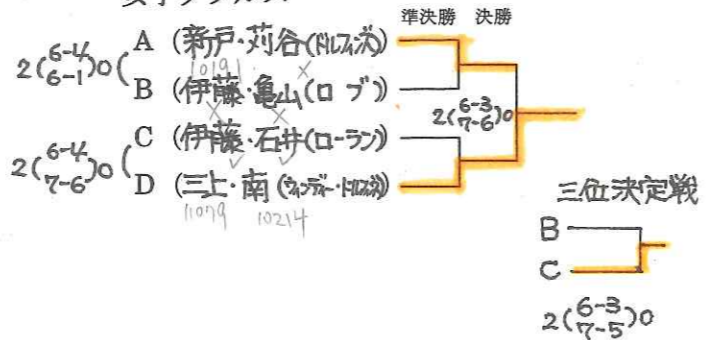 準決勝 決勝
A (新戸・苅谷(ドルフィンズ))
2(6-4 6-1)0
10191
B (伊藤・亀山(ロブ))
2(6-3 7-6)0
C (伊藤・石井(ローラン))
2(6-4 7-6)0
D (三上・南(ウィンディー・ドルフィンズ))
11079 10214
三位決定戦
B
C
2(6-3 7-5)0